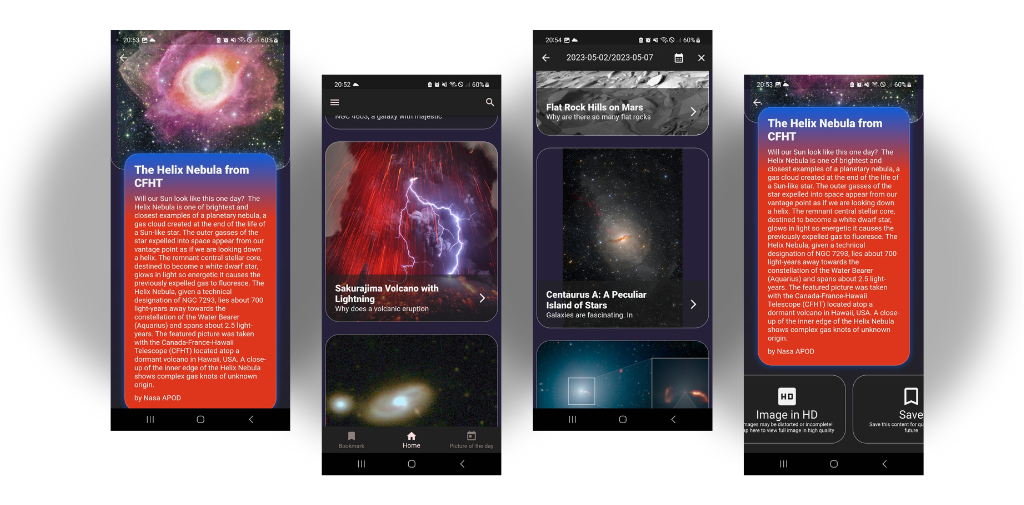 20:53
60%
The Helix Nebula from
CFHT
Will our Sun look like this one day? The
Helix Nebula is one of brightest and
closest examples of a planetary nebula, a
gas cloud created at the end of the life of
a Sun-like star. The outer gasses of the
star expelled into space appear from our
vantage point as if we are looking down
a helix. The remnant central stellar core,
destined to become a white dwarf star,
glows in light so energetic it causes the
previously expelled gas to fluoresce. The
Helix Nebula, given a technical
designation of NGC 7293, lies about 700
light-years away towards the
constellation of the Water Bearer
(Aquarius) and spans about 2.5 light-
years. The featured picture was taken
with the Canada-France-Hawaii
Telescope (CFHT) located atop a
dormant volcano in Hawaii, USA. A close-
up of the inner edge of the Helix Nebula
shows complex gas knots of unknown
origin.
by Nasa APOD
20:52
60%
NGC 4603, a galaxy with majestic
Sakurajima Volcano with
Lightning
Why does a volcanic eruption
Bookmark
Home
Picture of the day
20:54
60%
2023-05-02/2023-05-07
Flat Rock Hills on Mars
Why are there so many flat rocks
Centaurus A: A Peculiar
Island of Stars
Galaxies are fascinating. In
20:53
60%
The Helix Nebula from
CFHT
Will our Sun look like this one day? The
Helix Nebula is one of brightest and
closest examples of a planetary nebula, a
gas cloud created at the end of the life of
a Sun-like star. The outer gasses of the
star expelled into space appear from our
vantage point as if we are looking down
a helix. The remnant central stellar core,
destined to become a white dwarf star,
glows in light so energetic it causes the
previously expelled gas to fluoresce. The
Helix Nebula, given a technical
designation of NGC 7293, lies about 700
light-years away towards the
constellation of the Water Bearer
(Aquarius) and spans about 2.5 light-
years. The featured picture was taken
with the Canada-France-Hawaii
Telescope (CFHT) located atop a
dormant volcano in Hawaii, USA. A close-
up of the inner edge of the Helix Nebula
shows complex gas knots of unknown
origin.
by Nasa APOD
HD
Image in HD
images may be distorted or incomplete!
ap here to view full image in high quality
Save
Save this content for
future